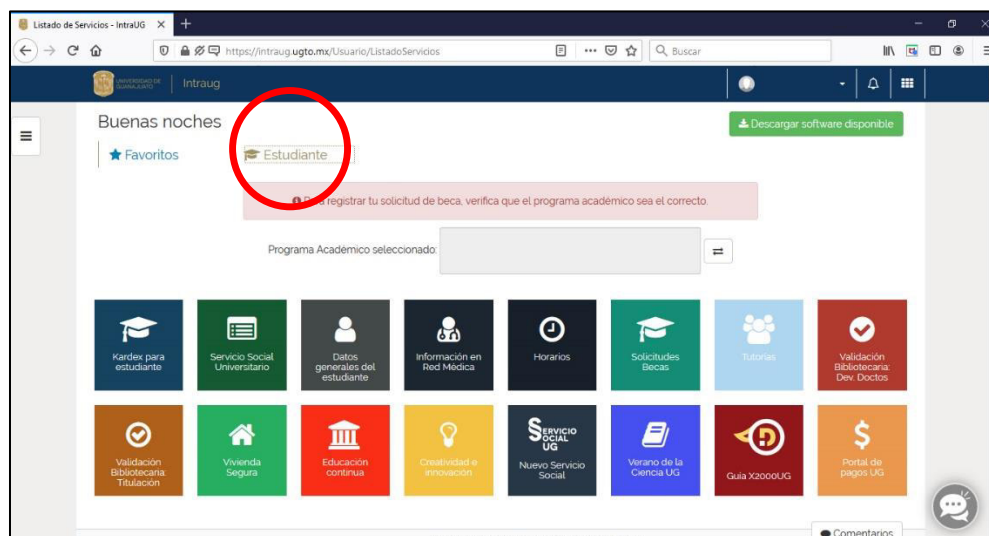 Listado de Servicios - IntraUG
https://intraug.ugto.mx/Usuario/ListadoServicios
Buscar
UNIVERSIDAD DE
GUANAJUATO
Intraug
Buenas noches
Descargar software disponible
Favoritos
Estudiante
registrar tu solicitud de beca, verifica que el programa académico sea el correcto.
Programa Académico seleccionado:
Kardex para
estudiante
Servicio Social
Universitario
Datos
generales del
estudiante
Información en
Red Médica
Horarios
Solicitudes
Becas
Tutorías
Validación
Bibliotecaria:
Dev. Doctos
Validación
Bibliotecaria:
Titulación
Vivienda
Segura
Educación
continua
Creatividad e
innovación
SERVICIO
SOCIAL
UG
Nuevo Servicio
Social
Verano de la
Ciencia UG
Guía X2000UG
Portal de
pagos UG
Comentarios